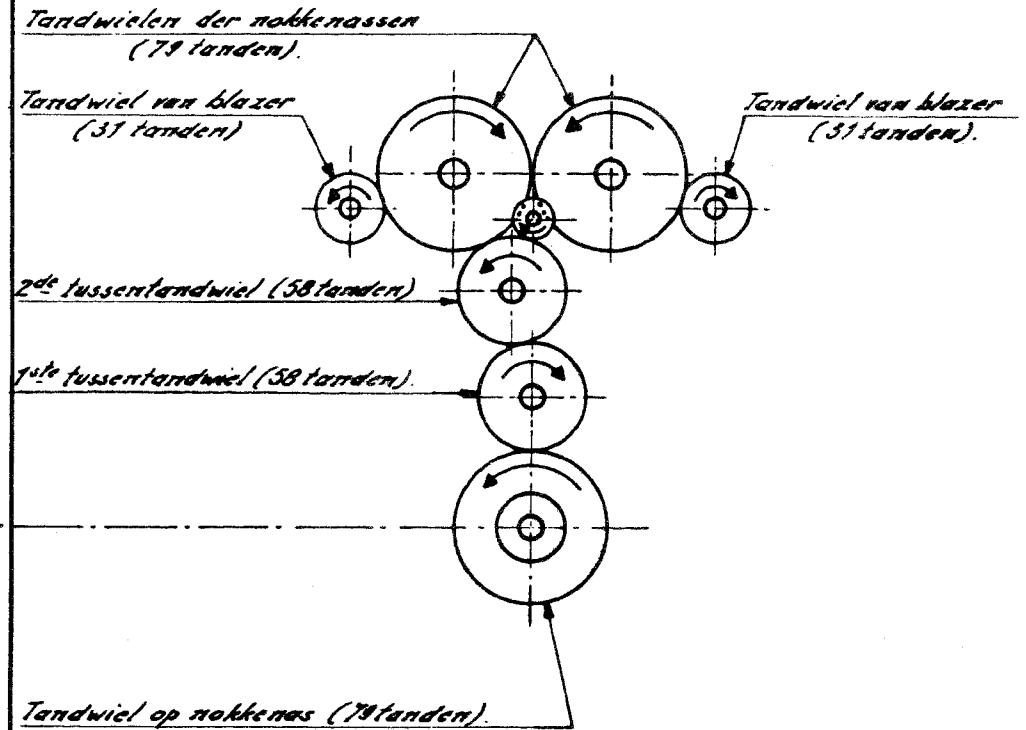 Tandwielen der nokkenassen
(79 tanden).
Tandwiel van blazer
(31 tanden)
Tandwiel van blazer
(31 tanden).
2de tussentandwiel (58 tanden)
1ste tussentandwiel (58 tanden).
Tandwiel op nokkenas (79 tanden).